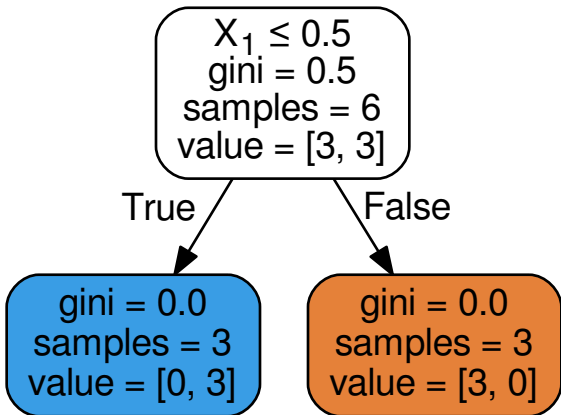 X₁ ≤ 0.5
gini = 0.5
samples = 6
value = [3, 3]
True
False
gini = 0.0
samples = 3
value = [0, 3]
gini = 0.0
samples = 3
value = [3, 0]